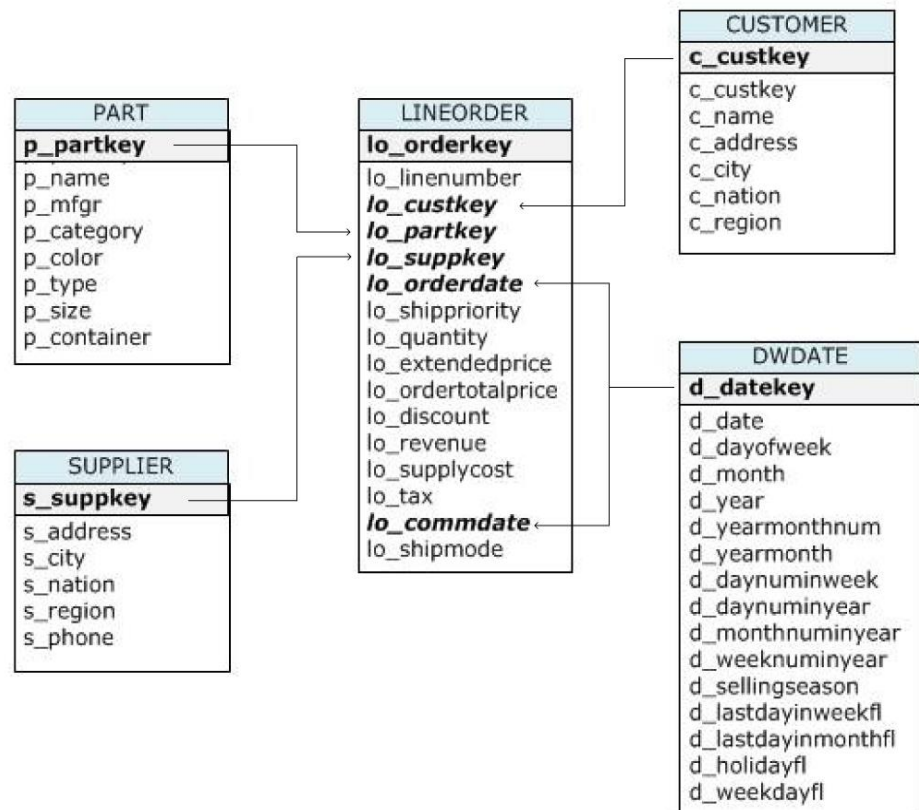 PART
p_partkey
p_name
p_mfgr
p_category
p_color
p_type
p_size
p_container
SUPPLIER
s_suppkey
s_address
s_city
s_nation
s_region
s_phone
LINEORDER
lo_orderkey
lo_linenumber
lo_custkey
lo_partkey
lo_suppkey
lo_orderdate
lo_shippriority
lo_quantity
lo_extendedprice
lo_ordertotalprice
lo_discount
lo_revenue
lo_supplycost
lo_tax
lo_commdate
lo_shipmode
CUSTOMER
c_custkey
c_custkey
c_name
c_address
c_city
c_nation
c_region
DWDATE
d_datekey
d_date
d_dayofweek
d_month
d_year
d_yearmonthnum
d_yearmonth
d_daynuminweek
d_daynuminyear
d_monthnuminyear
d_weeknuminyear
d_sellingseason
d_lastdayinweekfl
d_lastdayinmonthfl
d_holidayfl
d_weekdayfl